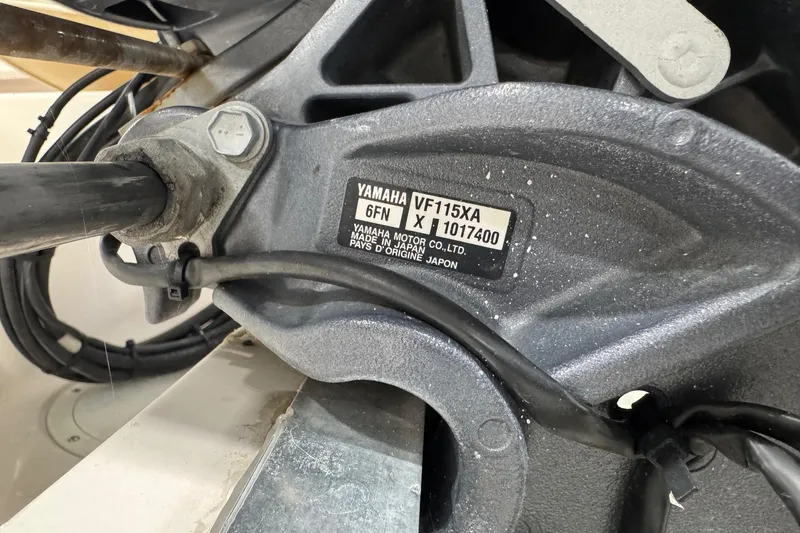 YAMAHA VF115XA
6FN X 1017400
YAMAHA MOTOR CO., LTD.
MADE IN JAPAN
PAYS D'ORIGINE JAPON